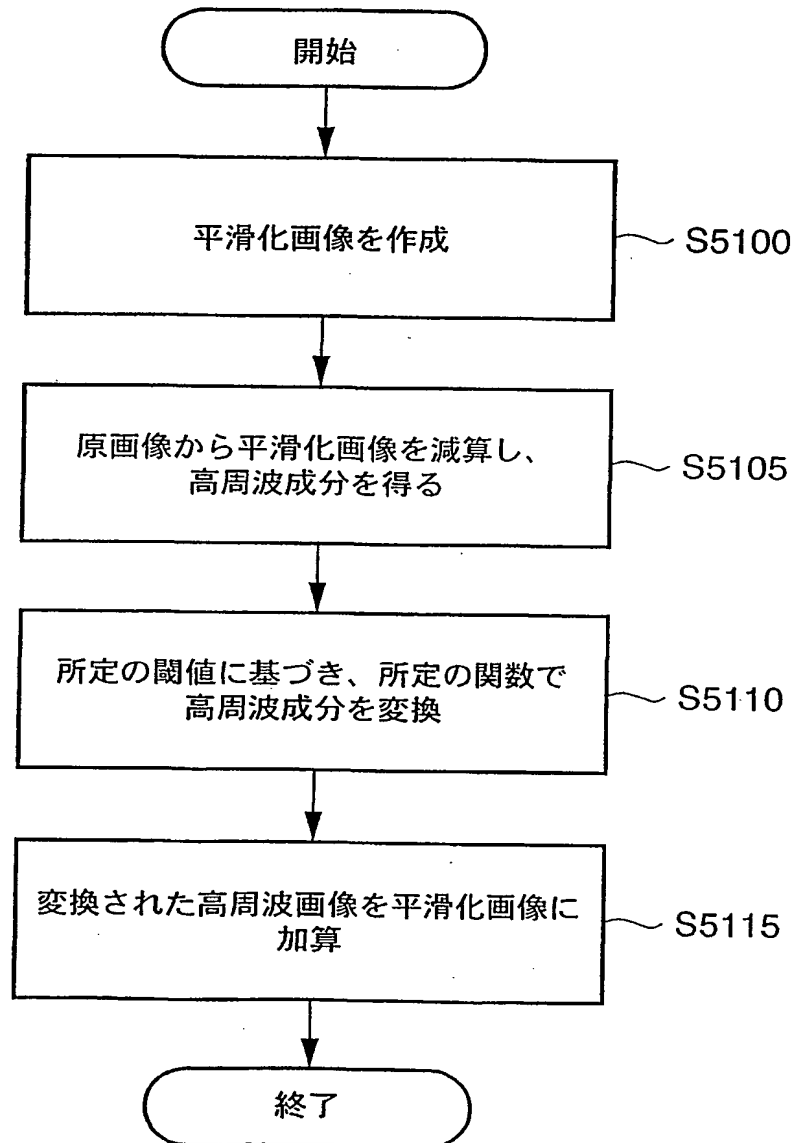 開始
平滑化画像を作成
S5100
原画像から平滑化画像を減算し、
高周波成分を得る
S5105
所定の閾値に基づき、所定の関数で
高周波成分を変換
S5110
変換された高周波画像を平滑化画像に
加算
S5115
終了